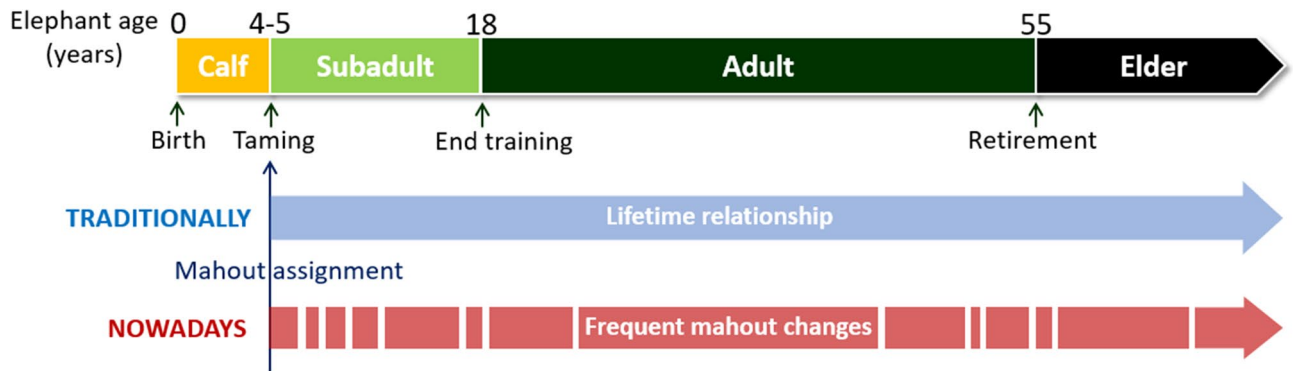 Elephant age 0 4-5 18 55
(years)
Calf Subadult Adult Elder
Birth Taming End training Retirement
TRADITIONALLY Lifetime relationship
Mahout assignment
NOWADAYS Frequent mahout changes